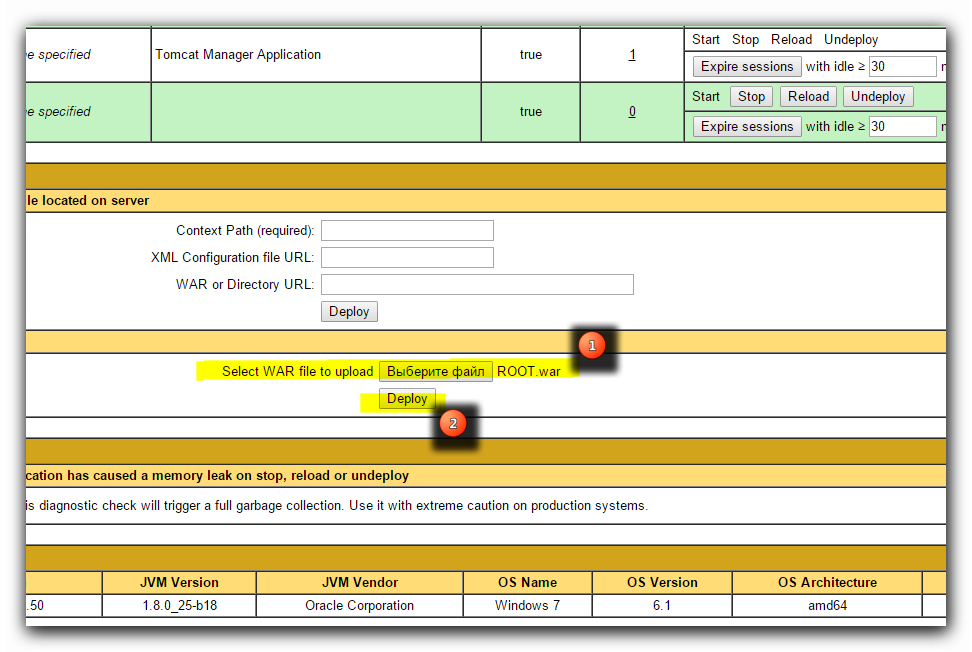 Start Stop Reload Undeploy
e specified Tomcat Manager Application true 1
Expire sessions with idle ≥ 30
Start Stop Reload Undeploy
e specified true 0
Expire sessions with idle ≥ 30
le located on server
Context Path (required):
XML Configuration file URL:
WAR or Directory URL:
Deploy
1
Select WAR file to upload Выберите файл ROOT.war
Deploy
2
cation has caused a memory leak on stop, reload or undeploy
is diagnostic check will trigger a full garbage collection. Use it with extreme caution on production systems.
JVM Version JVM Vendor OS Name OS Version OS Architecture
.50 1.8.0_25-b18 Oracle Corporation Windows 7 6.1 amd64